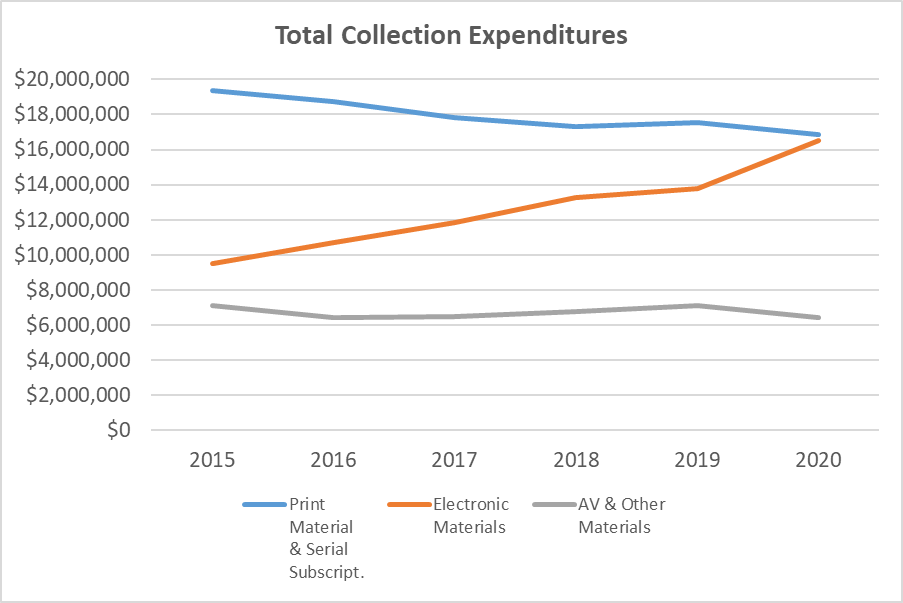 Total Collection Expenditures
$20,000,000
$18,000,000
$16,000,000
$14,000,000
$12,000,000
$10,000,000
$8,000,000
$6,000,000
$4,000,000
$2,000,000
$0
2015 2016 2017 2018 2019 2020
Print
Material
& Serial
Subscript.
Electronic
Materials
AV & Other
Materials